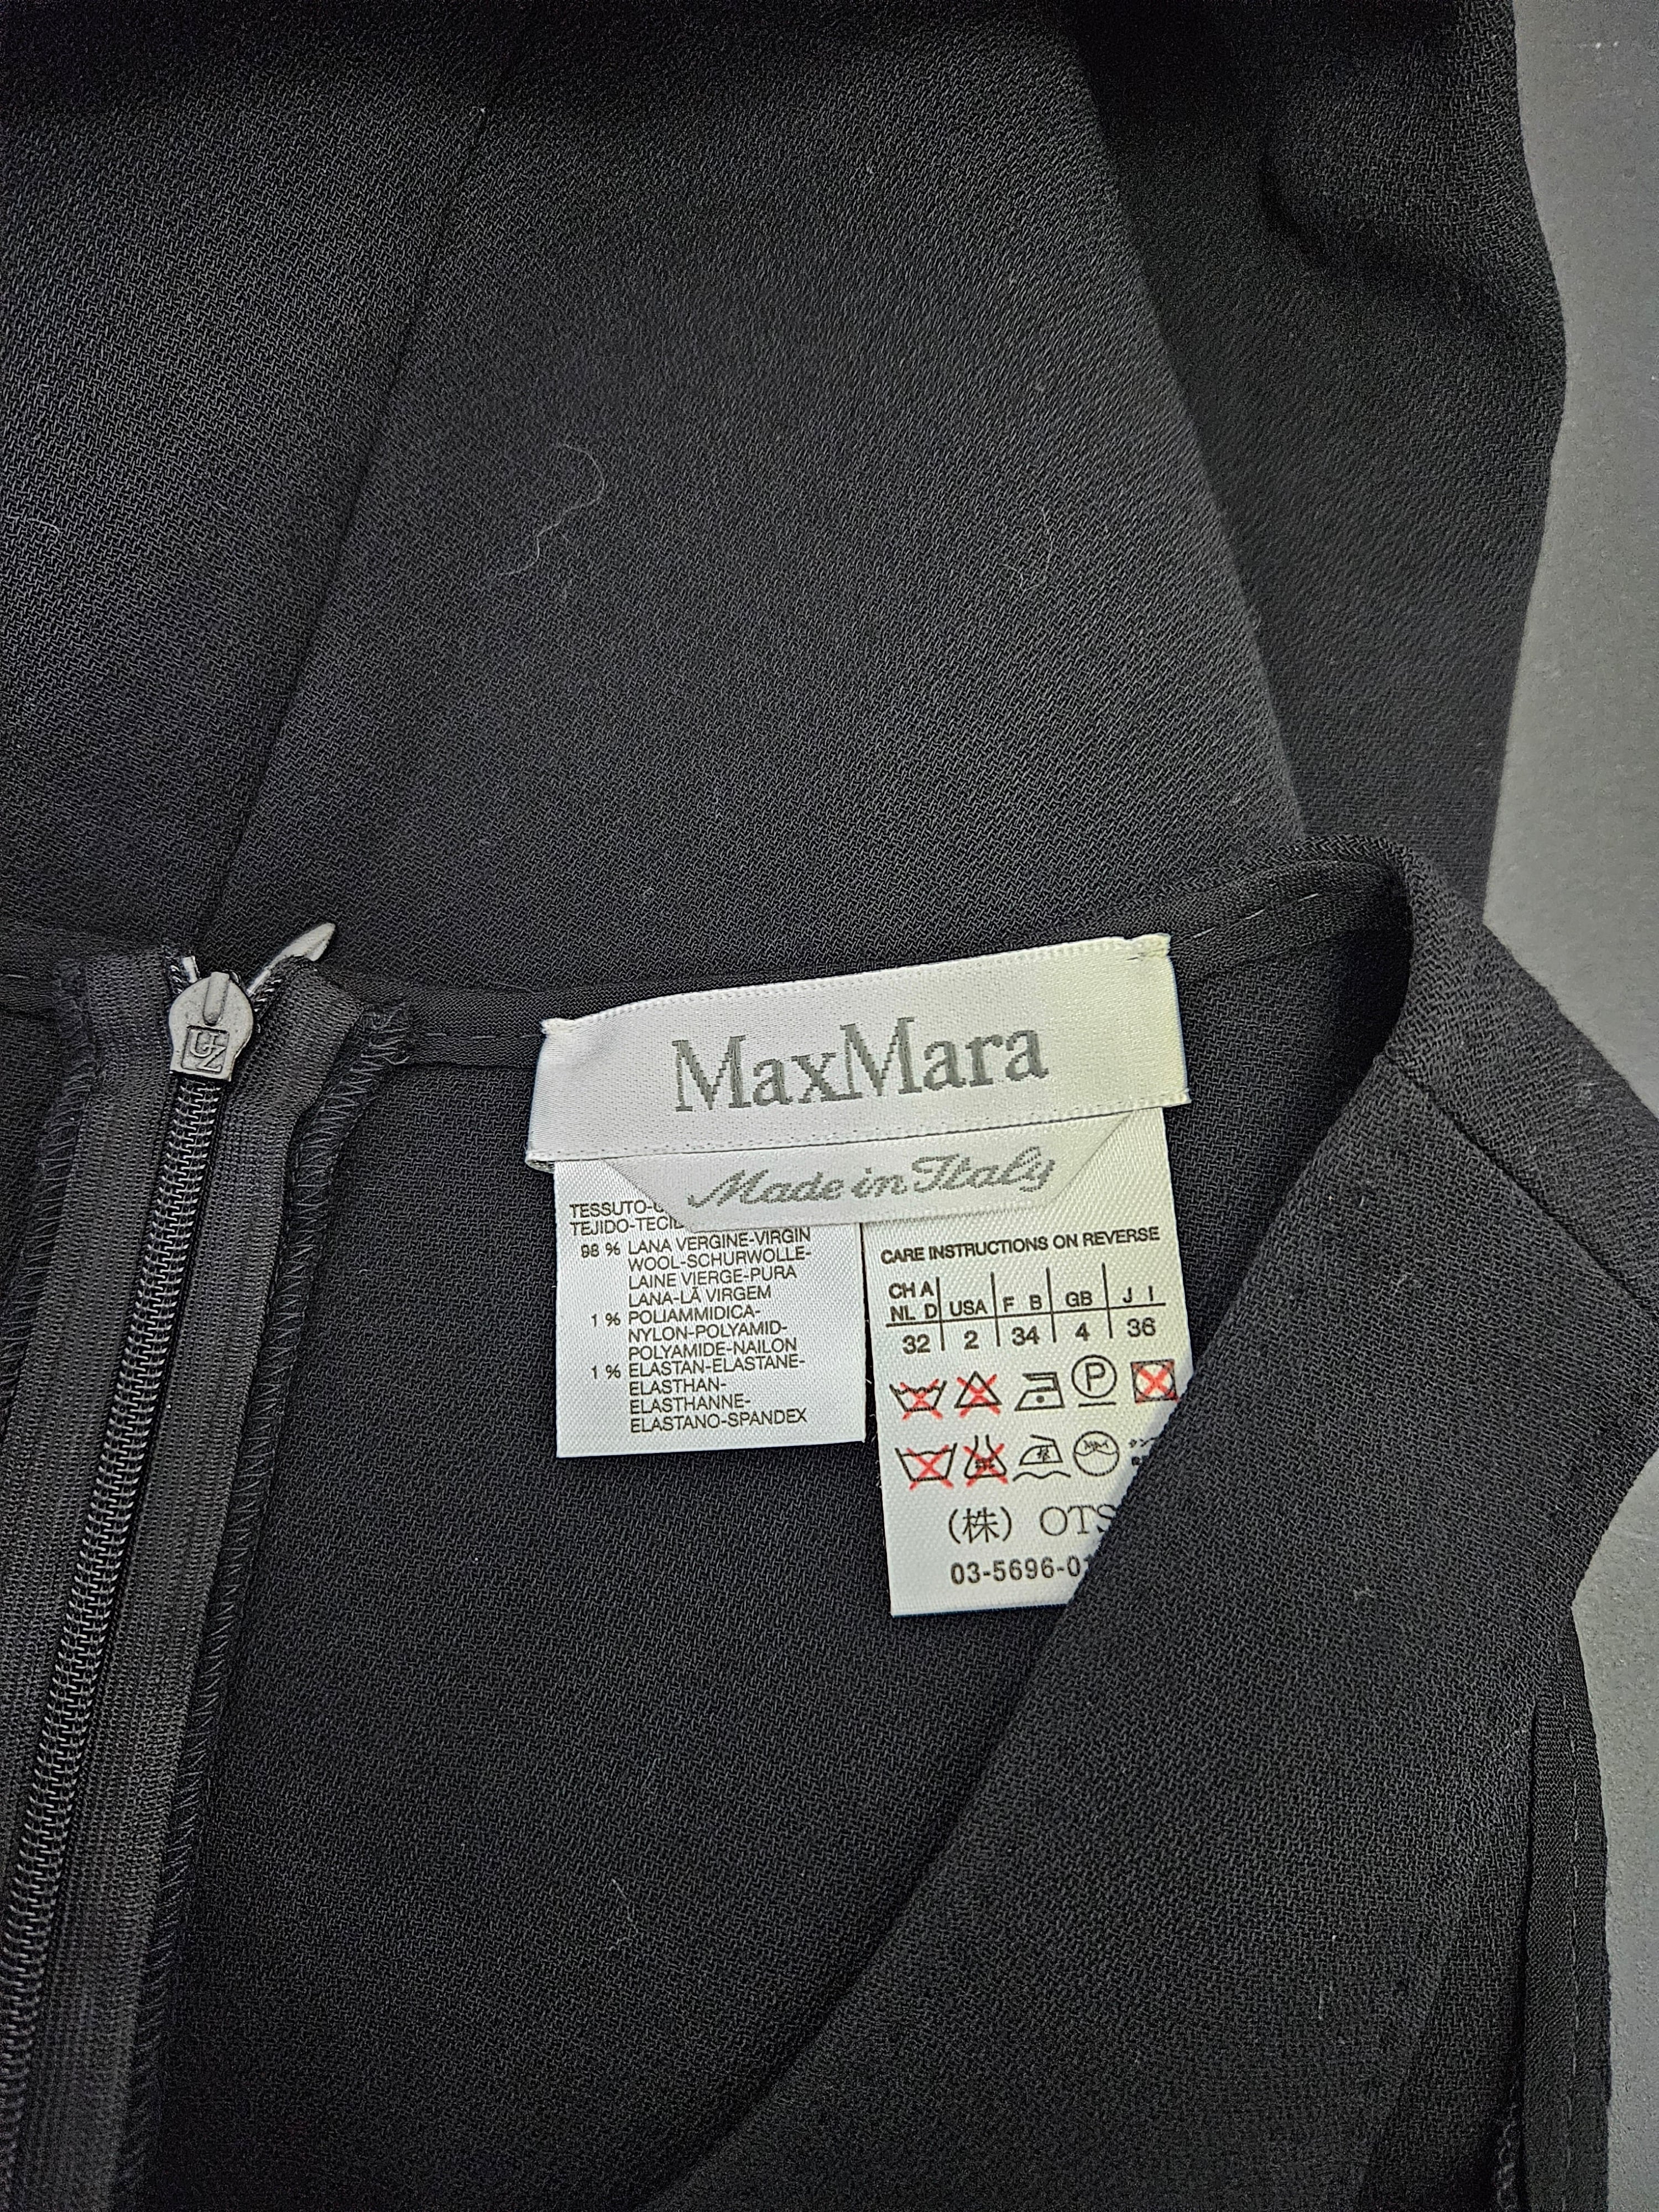 UZ
MaxMara
Made in Italy
TESSUTO-
TEJIDO-
98 % LANA VERGINE-VIRGIN
WOOL-SCHURWOLLE-
LAINE VIERGE-PURA
LANA-LÃ VIRGEM
1 % POLIAMMIDICA-
NYLON-POLYAMID-
POLYAMIDE-NAILON
1 % ELASTAN-ELASTANE-
ELASTHAN-
ELASTHANNE-
ELASTANO-SPANDEX
CARE INSTRUCTIONS ON REVERSE
CH A
NL D USA F B GB J I
32 2 34 4 36
P
(株) OTS
03-5696-0